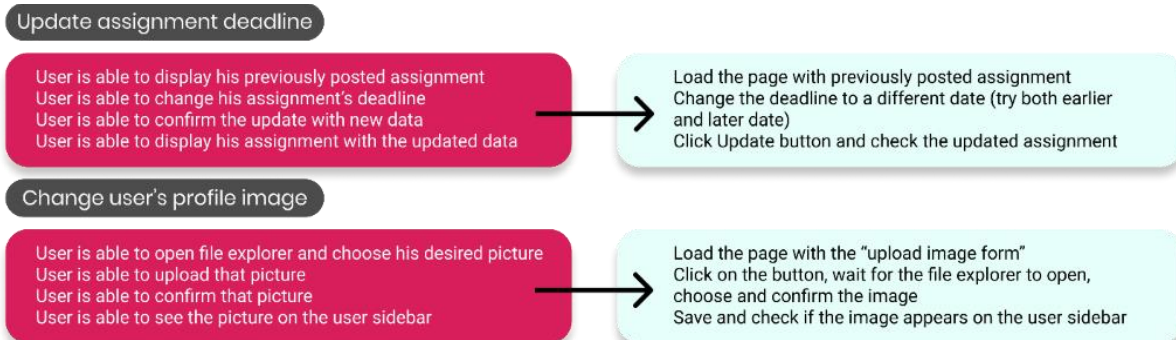 Update assignment deadline
User is able to display his previously posted assignment
User is able to change his assignment's deadline
User is able to confirm the update with new data
User is able to display his assignment with the updated data
Load the page with previously posted assignment
Change the deadline to a different date (try both earlier
and later date)
Click Update button and check the updated assignment
Change user's profile image
User is able to open file explorer and choose his desired picture
User is able to upload that picture
User is able to confirm that picture
User is able to see the picture on the user sidebar
Load the page with the “upload image form”
Click on the button, wait for the file explorer to open,
choose and confirm the image
Save and check if the image appears on the user sidebar